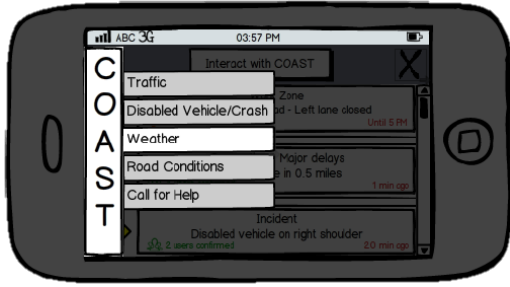 ABC 3G
03:57 PM
COAST
Interact with COAST
X
Traffic
Disabled Vehicle/Crash
Weather
Road Conditions
Call for Help
Zone
d - Left lane closed
Until 5 PM
Major delays
e in 0.5 miles
1 min ago
Incident
Disabled vehicle on right shoulder
2 users confirmed
20 min ago